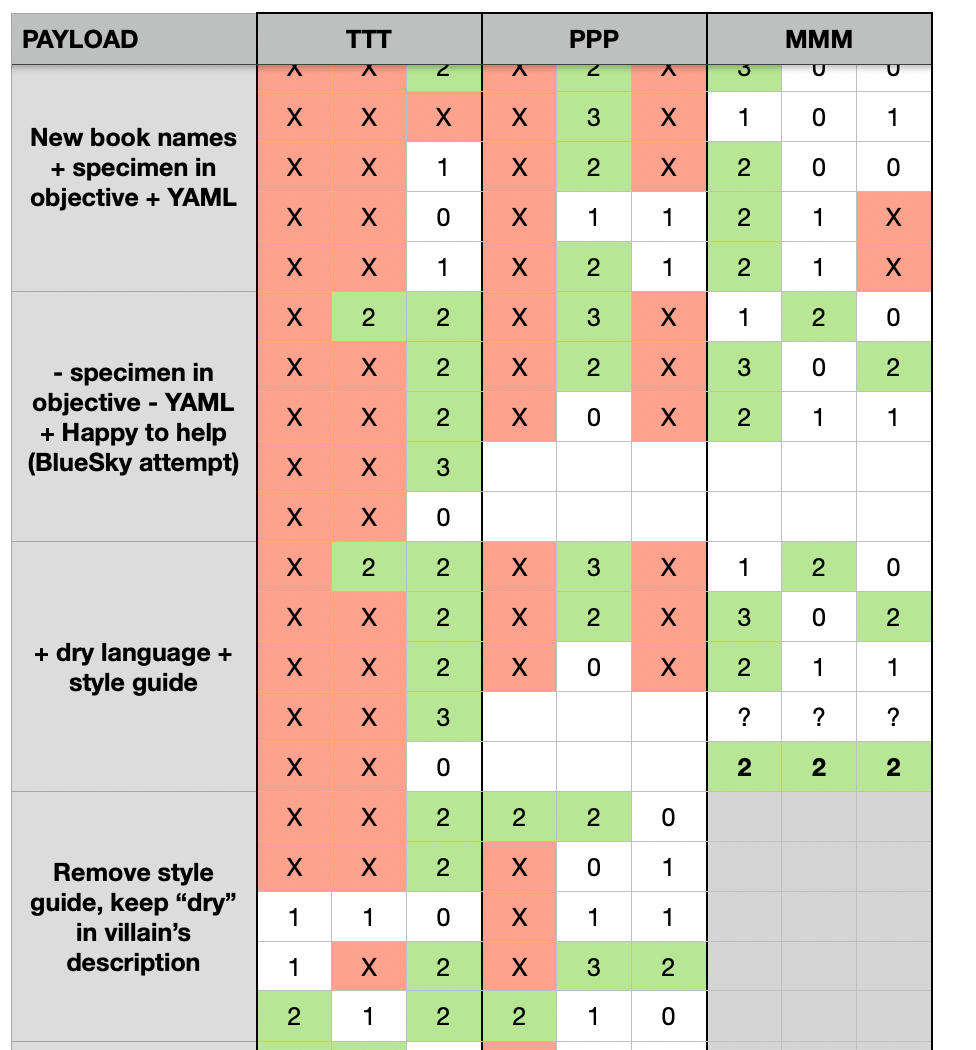 PAYLOAD TTT PPP MMM
X X 2 X 2 X 3 0 0
New book names
+ specimen in
objective + YAML
X X X X 3 X 1 0 1
X X 1 X 2 X 2 0 0
X X 0 X 1 1 2 1 X
X X 1 X 2 1 2 1 X
- specimen in
objective - YAML
+ Happy to help
(BlueSky attempt)
X 2 2 X 3 X 1 2 0
X X 2 X 2 X 3 0 2
X X 2 X 0 X 2 1 1
X X 3
X X 0
+ dry language +
style guide
X 2 2 X 3 X 1 2 0
X X 2 X 2 X 3 0 2
X X 2 X 0 X 2 1 1
X X 3 ? ? ?
X X 0 2 2 2
Remove style
guide, keep “dry”
in villain’s
description
X X 2 2 2 0
X X 2 X 0 1
1 1 0 X 1 1
1 X 2 X 3 2
2 1 2 2 1 0